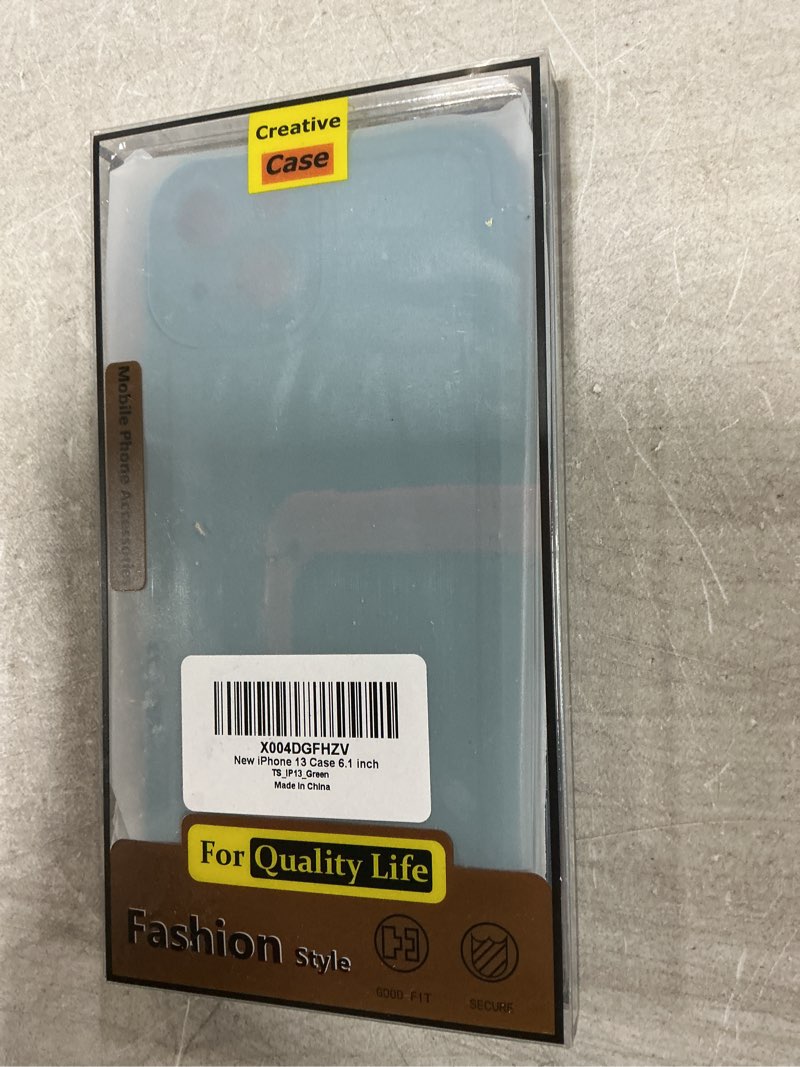 Creative
Case
Mobile Phone Accessories
X004DGFHZV
New iPhone 13 Case 6.1 inch
TS_IP13_Green
Made in China
For Quality Life
Fashion Style
GOOD FIT
SECURE